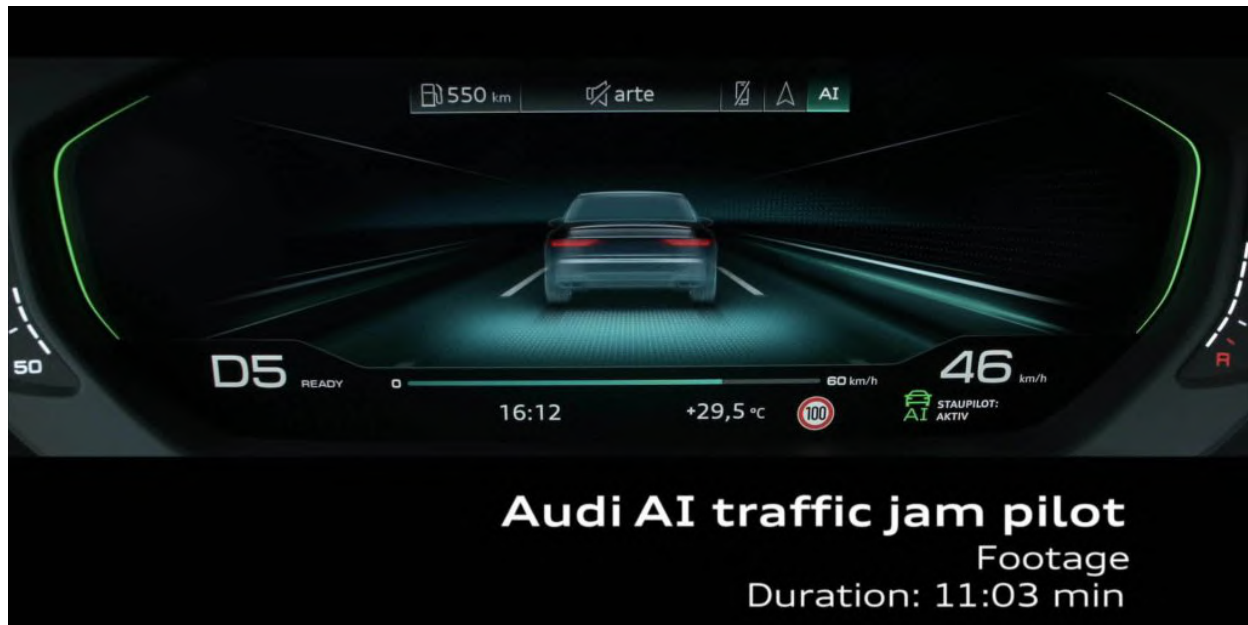 550 km arte AI
50
D5 READY 0 60 km/h 46 km/h
R
16:12 +29,5 °C 100 AI STAUPILOT:
AKTIV
Audi AI traffic jam pilot
Footage
Duration: 11:03 min